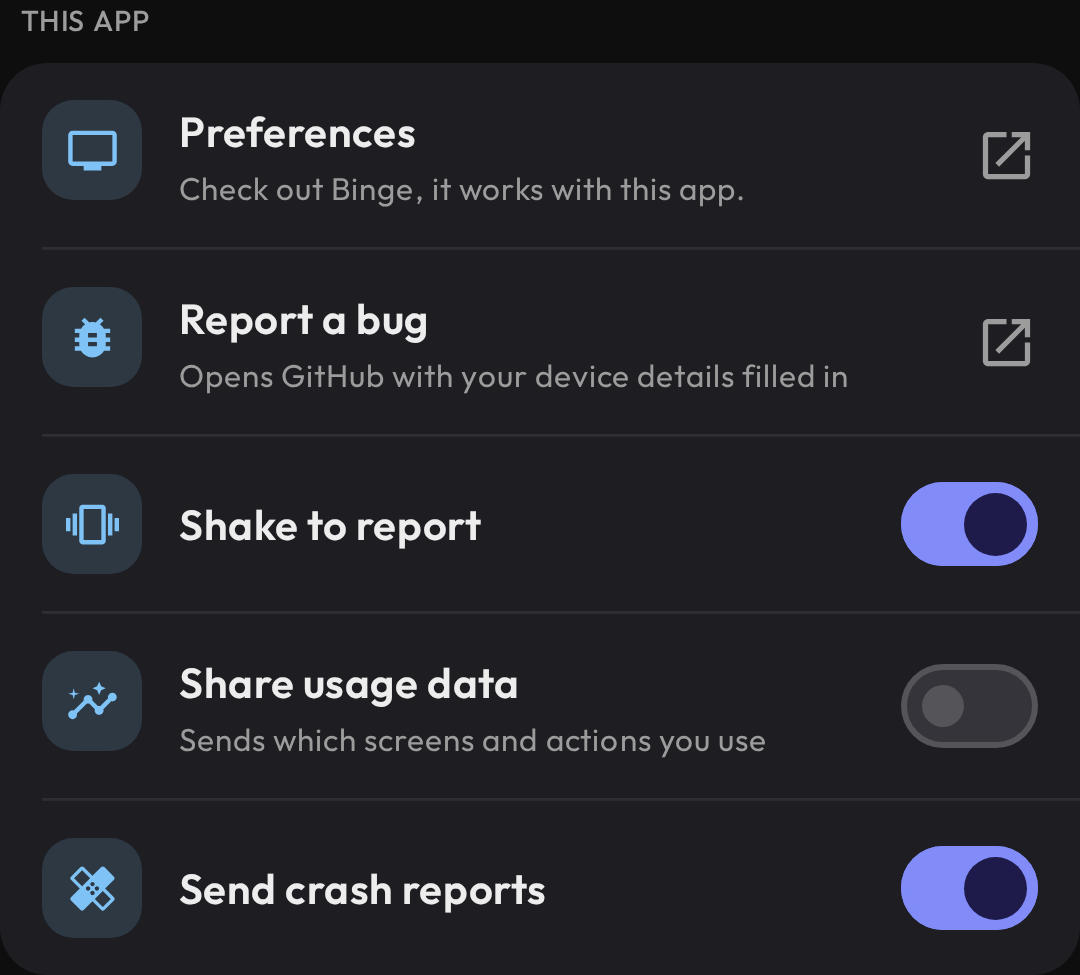 THIS APP
Preferences
Check out Binge, it works with this app.
Report a bug
Opens GitHub with your device details filled in
Shake to report
Share usage data
Sends which screens and actions you use
Send crash reports